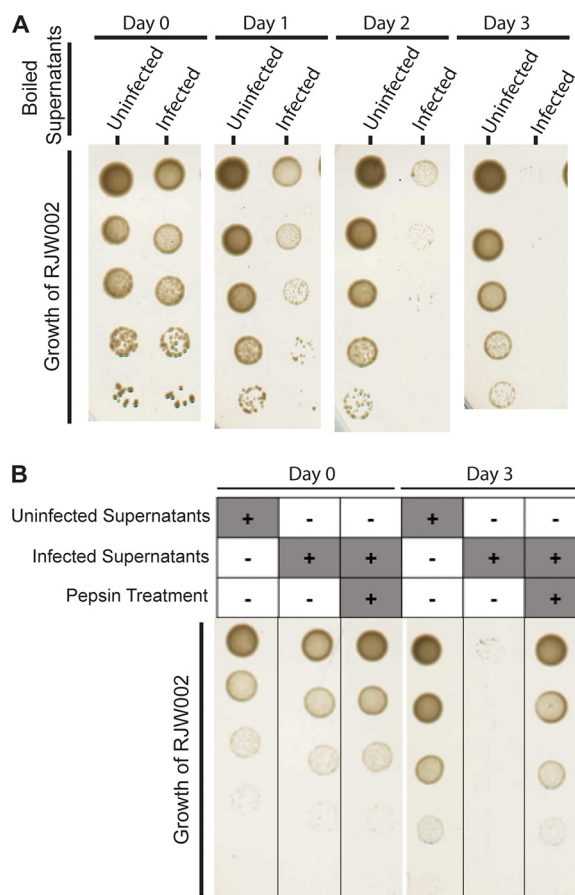 A
Day 0 Day 1 Day 2 Day 3
Boiled
Supernatants
Uninfected Infected Uninfected Infected Uninfected Infected Uninfected Infected
Growth of RJW002
B
Day 0 Day 3
Uninfected Supernatants + - - + - -
Infected Supernatants - + + - + +
Pepsin Treatment - - + - - +
Growth of RJW002